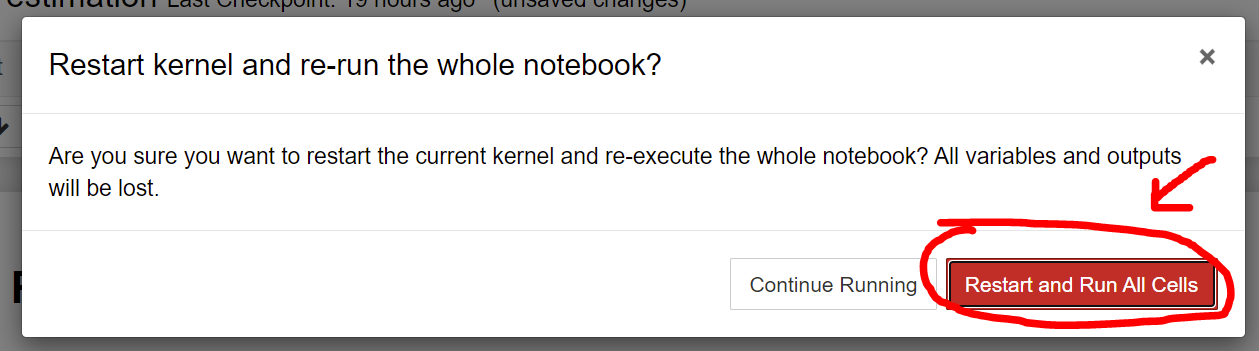 estimation Last Checkpoint: 19 hours ago (unsaved changes)
Restart kernel and re-run the whole notebook?
×
Are you sure you want to restart the current kernel and re-execute the whole notebook? All variables and outputs
will be lost.
Continue Running
Restart and Run All Cells